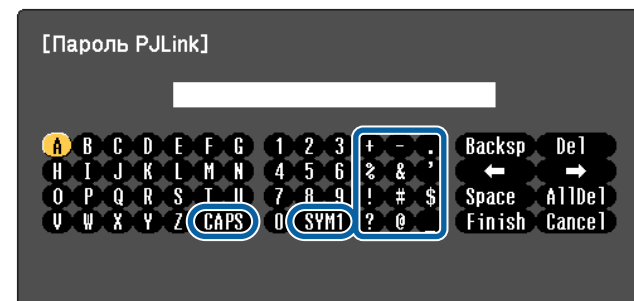 [Пароль PJLink]
A B C D E F G 1 2 3 + - . Backsp Del
H I J K L M N 4 5 6 % & ' ← →
O P Q R S T U 7 8 9 ! # $ Space AllDel
V W X Y Z CAPS 0 SYM1 ? @ _ Finish Cancel